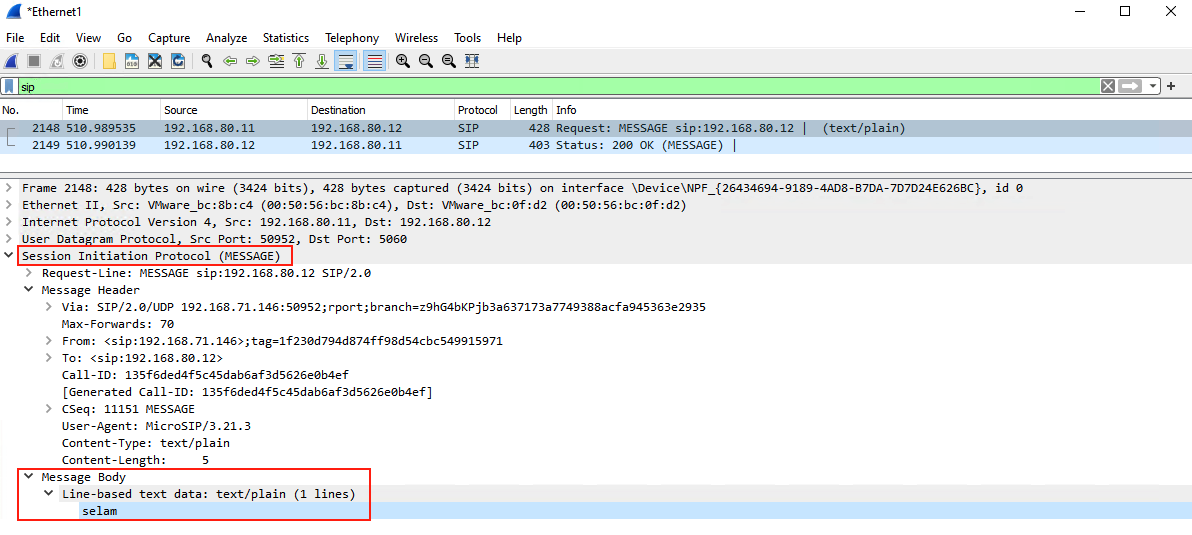 *Ethernet1
File Edit View Go Capture Analyze Statistics Telephony Wireless Tools Help
sip
No. Time Source Destination Protocol Length Info
2148 510.989535 192.168.80.11 192.168.80.12 SIP 428 Request: MESSAGE sip:192.168.80.12 | (text/plain)
2149 510.990139 192.168.80.12 192.168.80.11 SIP 403 Status: 200 OK (MESSAGE) |
Frame 2148: 428 bytes on wire (3424 bits), 428 bytes captured (3424 bits) on interface \Device\NPF_{26434694-9189-4AD8-B7DA-7D7D24E626BC}, id 0
Ethernet II, Src: VMware_bc:8b:c4 (00:50:56:bc:8b:c4), Dst: VMware_bc:0f:d2 (00:50:56:bc:0f:d2)
Internet Protocol Version 4, Src: 192.168.80.11, Dst: 192.168.80.12
User Datagram Protocol, Src Port: 50952, Dst Port: 5060
Session Initiation Protocol (MESSAGE)
Request-Line: MESSAGE sip:192.168.80.12 SIP/2.0
Message Header
Via: SIP/2.0/UDP 192.168.71.146:50952;rport;branch=z9hG4bKPjb3a637173a7749388acfa945363e2935
Max-Forwards: 70
From: <sip:192.168.71.146>;tag=1f230d794d874ff98d54cbc549915971
To: <sip:192.168.80.12>
Call-ID: 135f6ded4f5c45dab6af3d5626e0b4ef
[Generated Call-ID: 135f6ded4f5c45dab6af3d5626e0b4ef]
CSeq: 11151 MESSAGE
User-Agent: MicroSIP/3.21.3
Content-Type: text/plain
Content-Length: 5
Message Body
Line-based text data: text/plain (1 lines)
selam